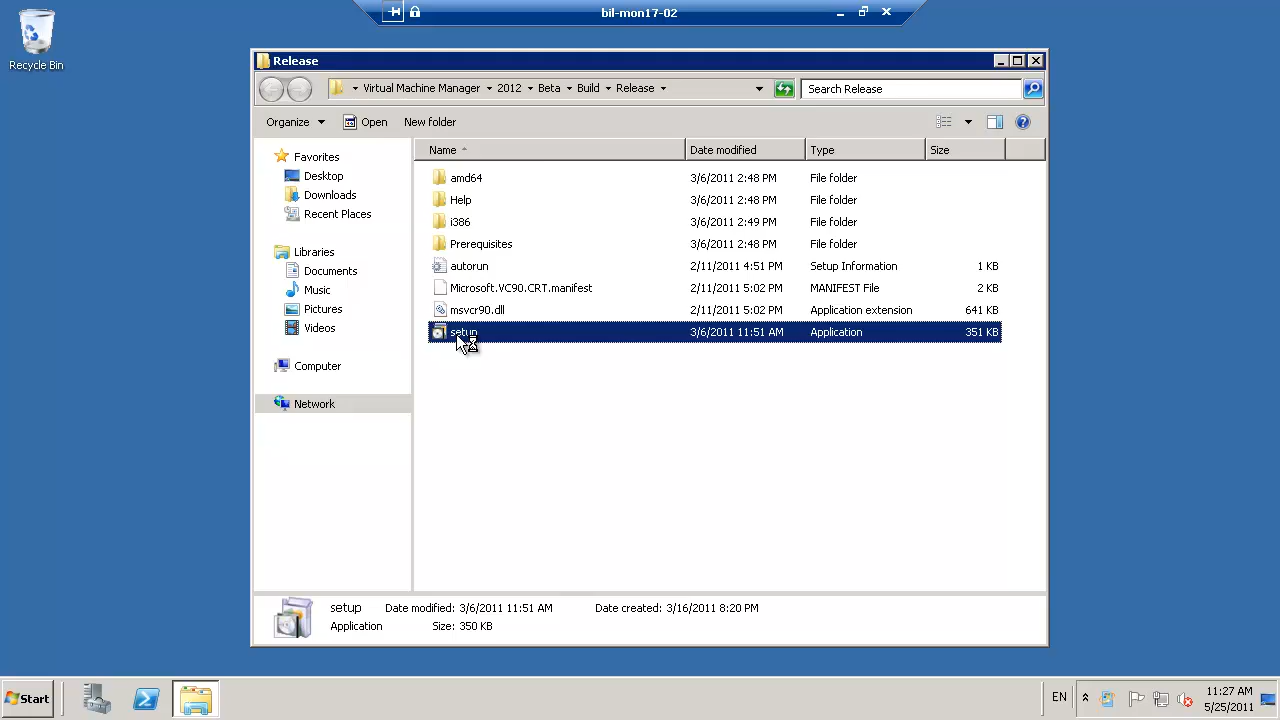 bil-mon17-02
Recycle Bin
Release
Virtual Machine Manager 2012 Beta Build Release
Search Release
Organize Open New folder
Name Date modified Type Size
Favorites
Desktop
Downloads
Recent Places
Libraries
Documents
Music
Pictures
Videos
Computer
Network
amd64 3/6/2011 2:48 PM File folder
Help 3/6/2011 2:48 PM File folder
i386 3/6/2011 2:49 PM File folder
Prerequisites 3/6/2011 2:48 PM File folder
autorun 2/11/2011 4:51 PM Setup Information 1 KB
Microsoft.VC90.CRT.manifest 2/11/2011 5:02 PM MANIFEST File 2 KB
msvcr90.dll 2/11/2011 5:02 PM Application extension 641 KB
setup 3/6/2011 11:51 AM Application 351 KB
setup Date modified: 3/6/2011 11:51 AM Date created: 3/16/2011 8:20 PM
Application Size: 350 KB
Start
EN
11:27 AM
5/25/2011